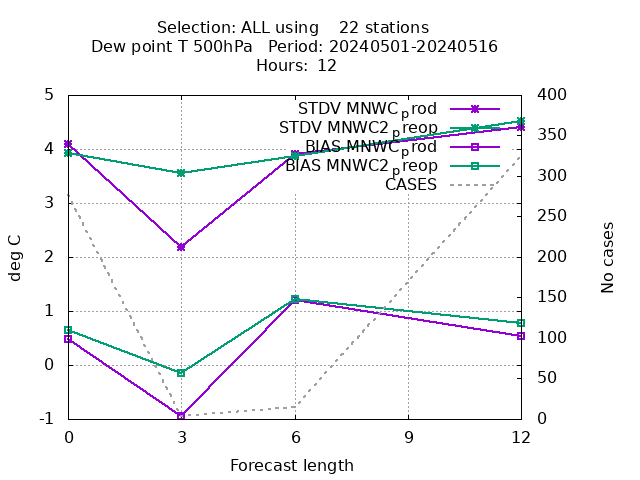 Selection: ALL using    22 stations
Dew point T 500hPa   Period: 20240501-20240516
Hours: 12
STDV MNWC_prod
STDV MNWC2_preop
BIAS MNWC_prod
BIAS MNWC2_preop
CASES
5
4
3
2
1
0
-1
400
350
300
250
200
150
100
50
0
deg C
No cases
0 3 6 9 12
Forecast length